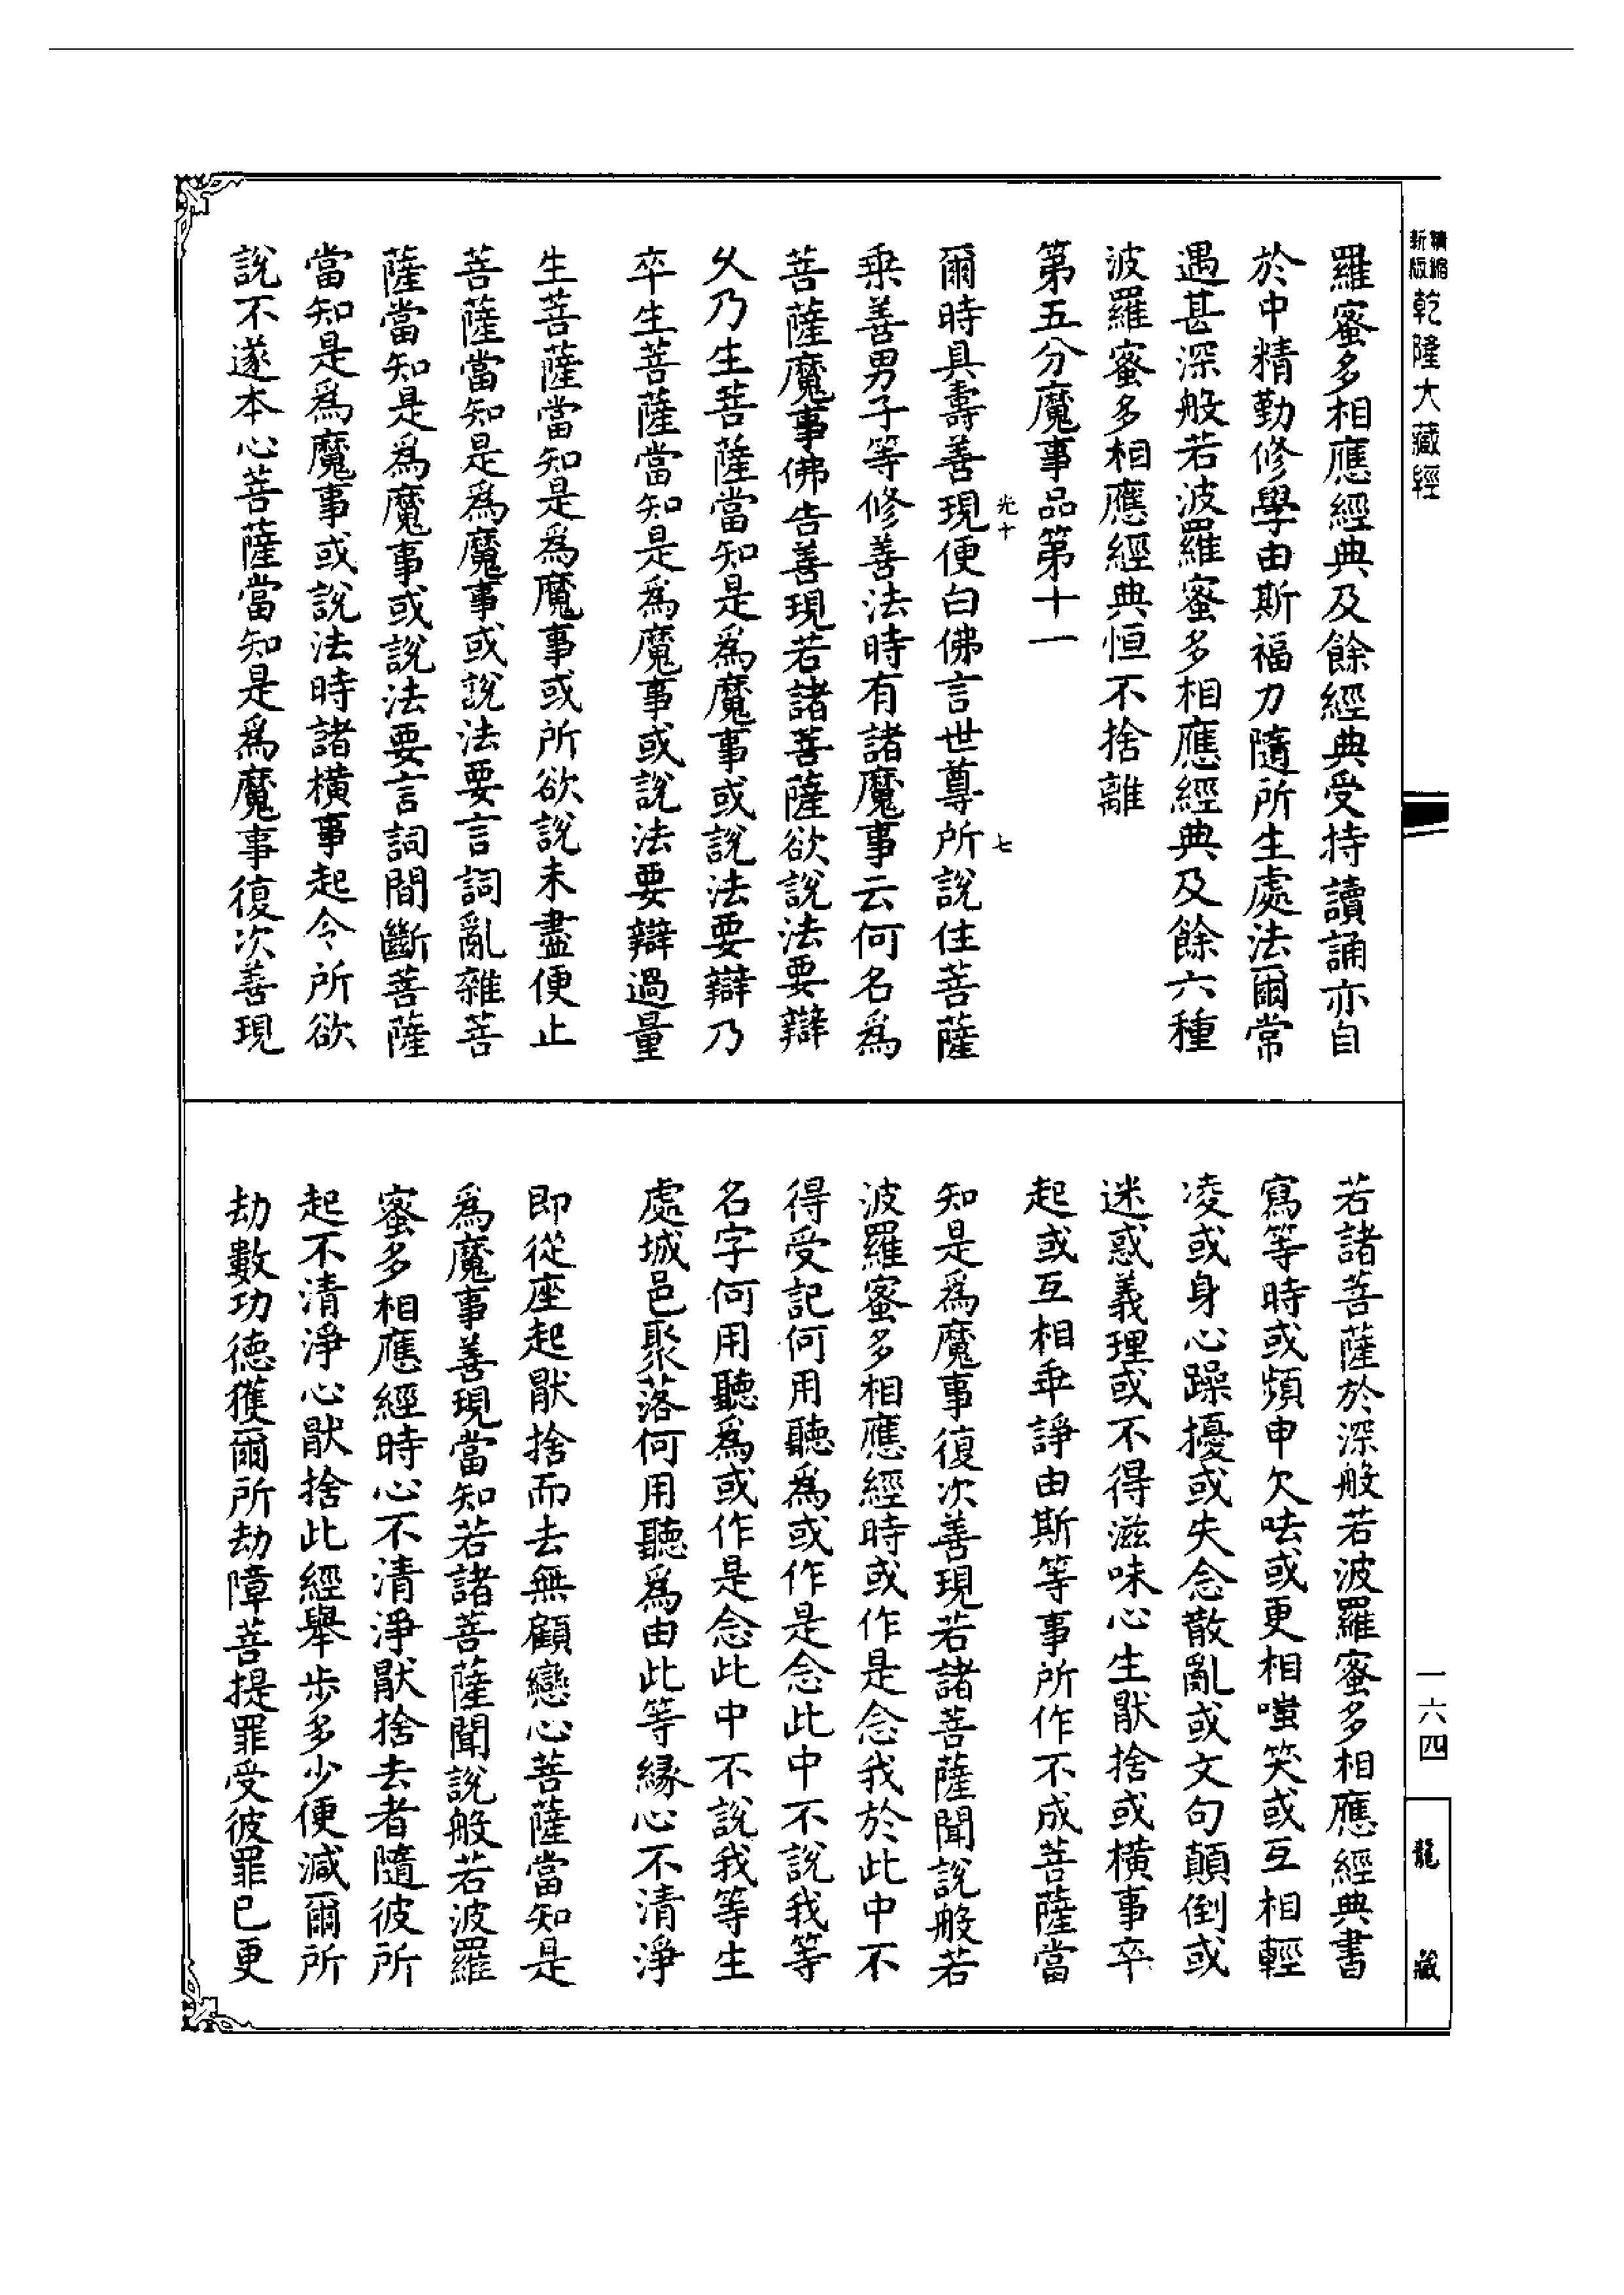 精縮
新版
乾隆大藏經
羅蜜多相應經典及餘經典受持讀誦亦自
於中精勤修學由斯福力隨所生處法爾常
遇甚深般若波羅蜜多相應經典及餘六種
波羅蜜多相應經典恒不捨離
第五分魔事品第十一
光十
七
爾時具壽善現便白佛言世尊所說住菩薩
乗善男子等修善法時有諸魔事云何名爲
菩薩魔事佛告善現若諸菩薩欲說法要辯
乆乃生菩薩當知是爲魔事或說法要辯乃
卒生菩薩當知是爲魔事或說法要辯過量
生菩薩當知是爲魔事或所欲說未盡便止
菩薩當知是爲魔事或說法要言詞亂雜菩
薩當知是爲魔事或說法要言詞間斷菩薩
當知是爲魔事或說法時諸橫事起令所欲
說不遂本心菩薩當知是爲魔事復次善現
若諸菩薩於深般若波羅蜜多相應經典書
寫等時或頻申欠呿或更相嗤笑或互相輕
凌或身心躁擾或失念散亂或文句顛倒或
迷惑義理或不得滋味心生猒捨或橫事卒
起或互相乖諍由斯等事所作不成菩薩當
知是爲魔事復次善現若諸菩薩聞說般若
波羅蜜多相應經時或作是念我於此中不
得受記何用聽爲或作是念此中不說我等
名字何用聽爲或作是念此中不說我等生
處城邑聚落何用聽爲由此等緣心不清淨
即從座起猒捨而去無顧戀心菩薩當知是
爲魔事善現當知若諸菩薩聞說般若波羅
蜜多相應經時心不清淨猒捨去者隨彼所
起不清淨心猒捨此經舉步多少便減爾所
劫數功德獲爾所劫障菩提罪受彼罪已更
一六四
龍藏